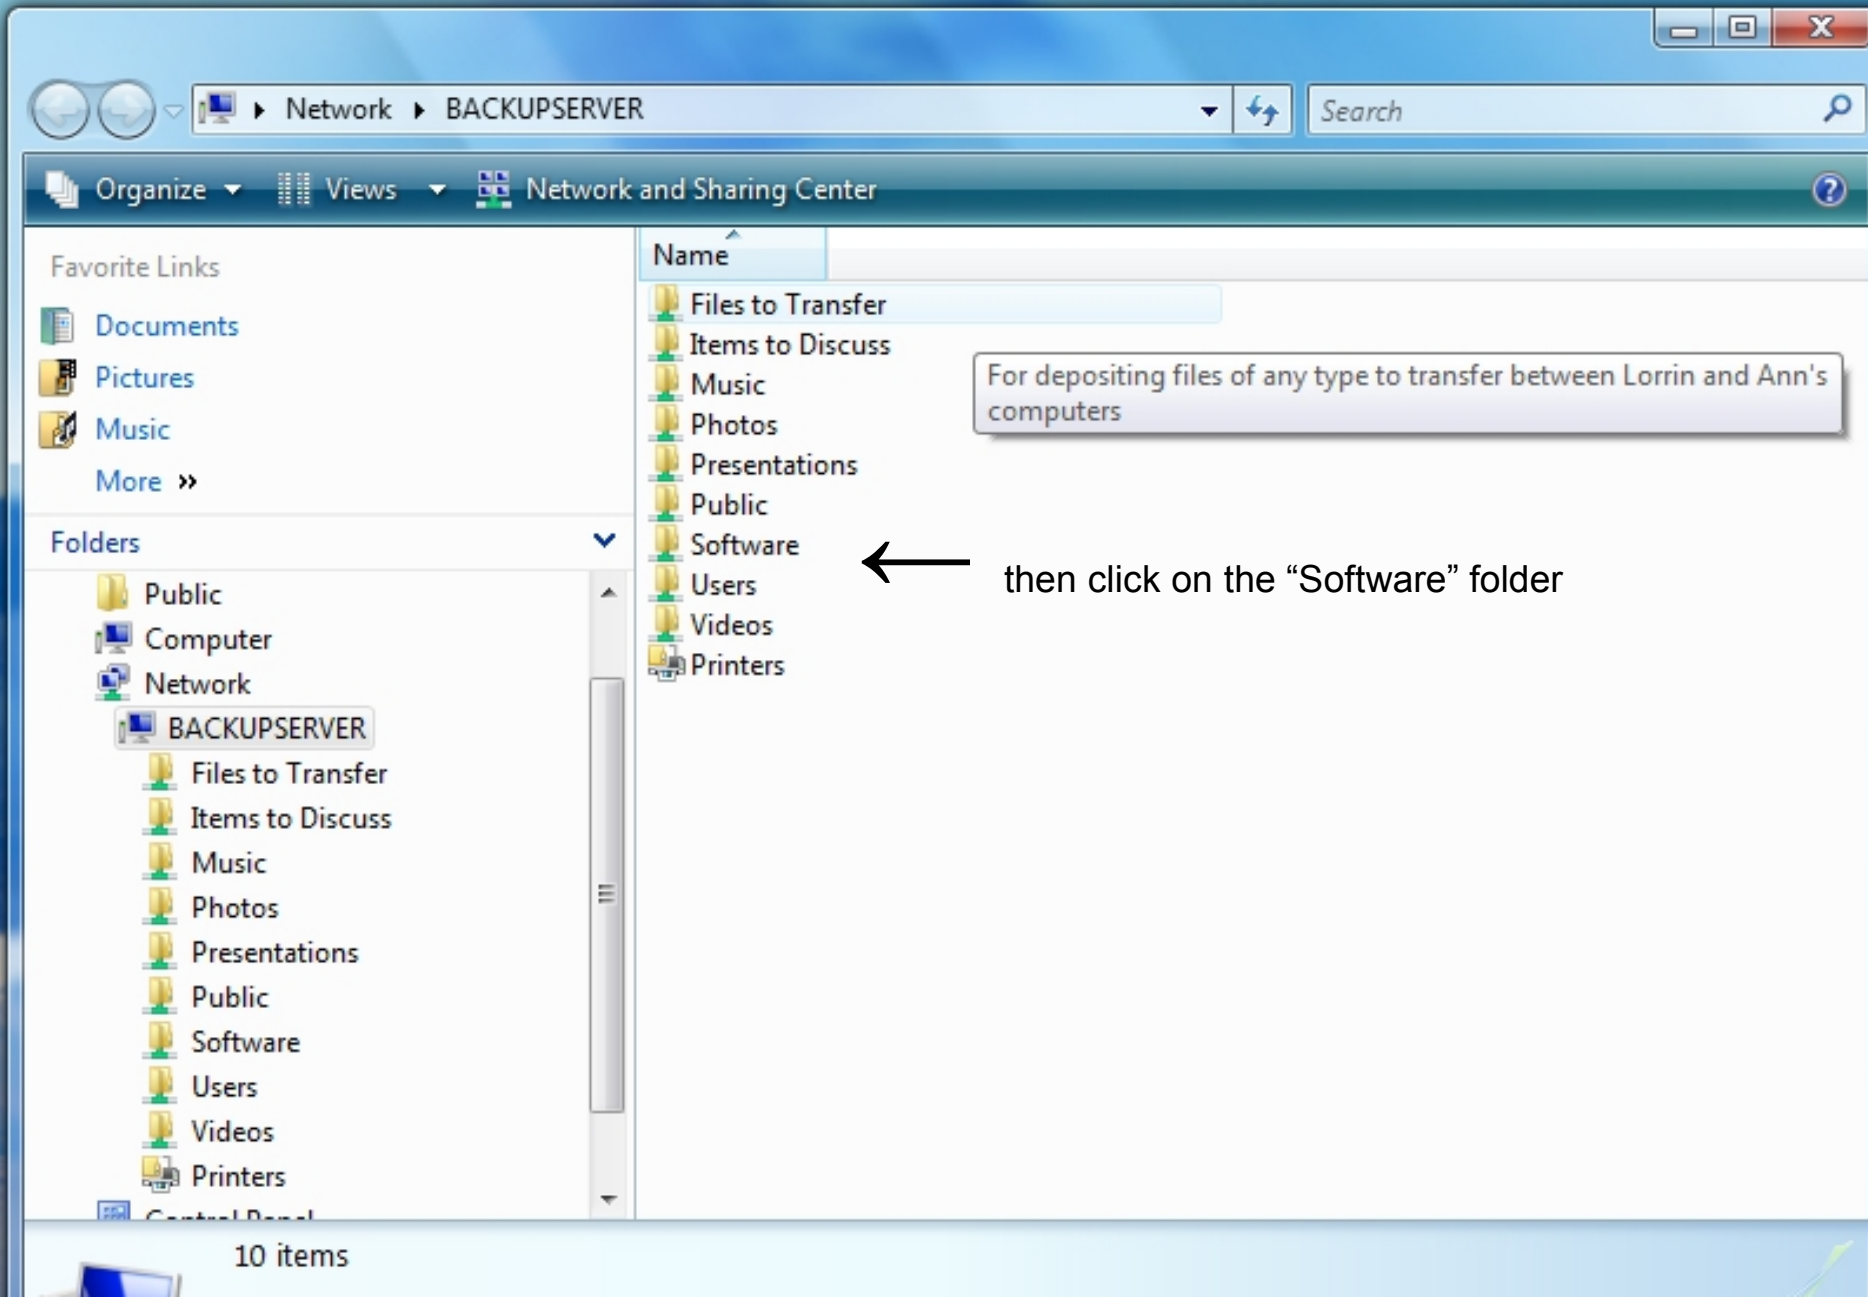 Network BACKUPSERVER
Search
Organize Views Network and Sharing Center
Favorite Links
Documents
Pictures
Music
More »
Folders
Public
Computer
Network
BACKUPSERVER
Files to Transfer
Items to Discuss
Music
Photos
Presentations
Public
Software
Users
Videos
Printers
Control Panel
Name
Files to Transfer
Items to Discuss
Music
Photos
Presentations
Public
Software
Users
Videos
Printers
For depositing files of any type to transfer between Lorrin and Ann's
computers
then click on the “Software” folder
10 items